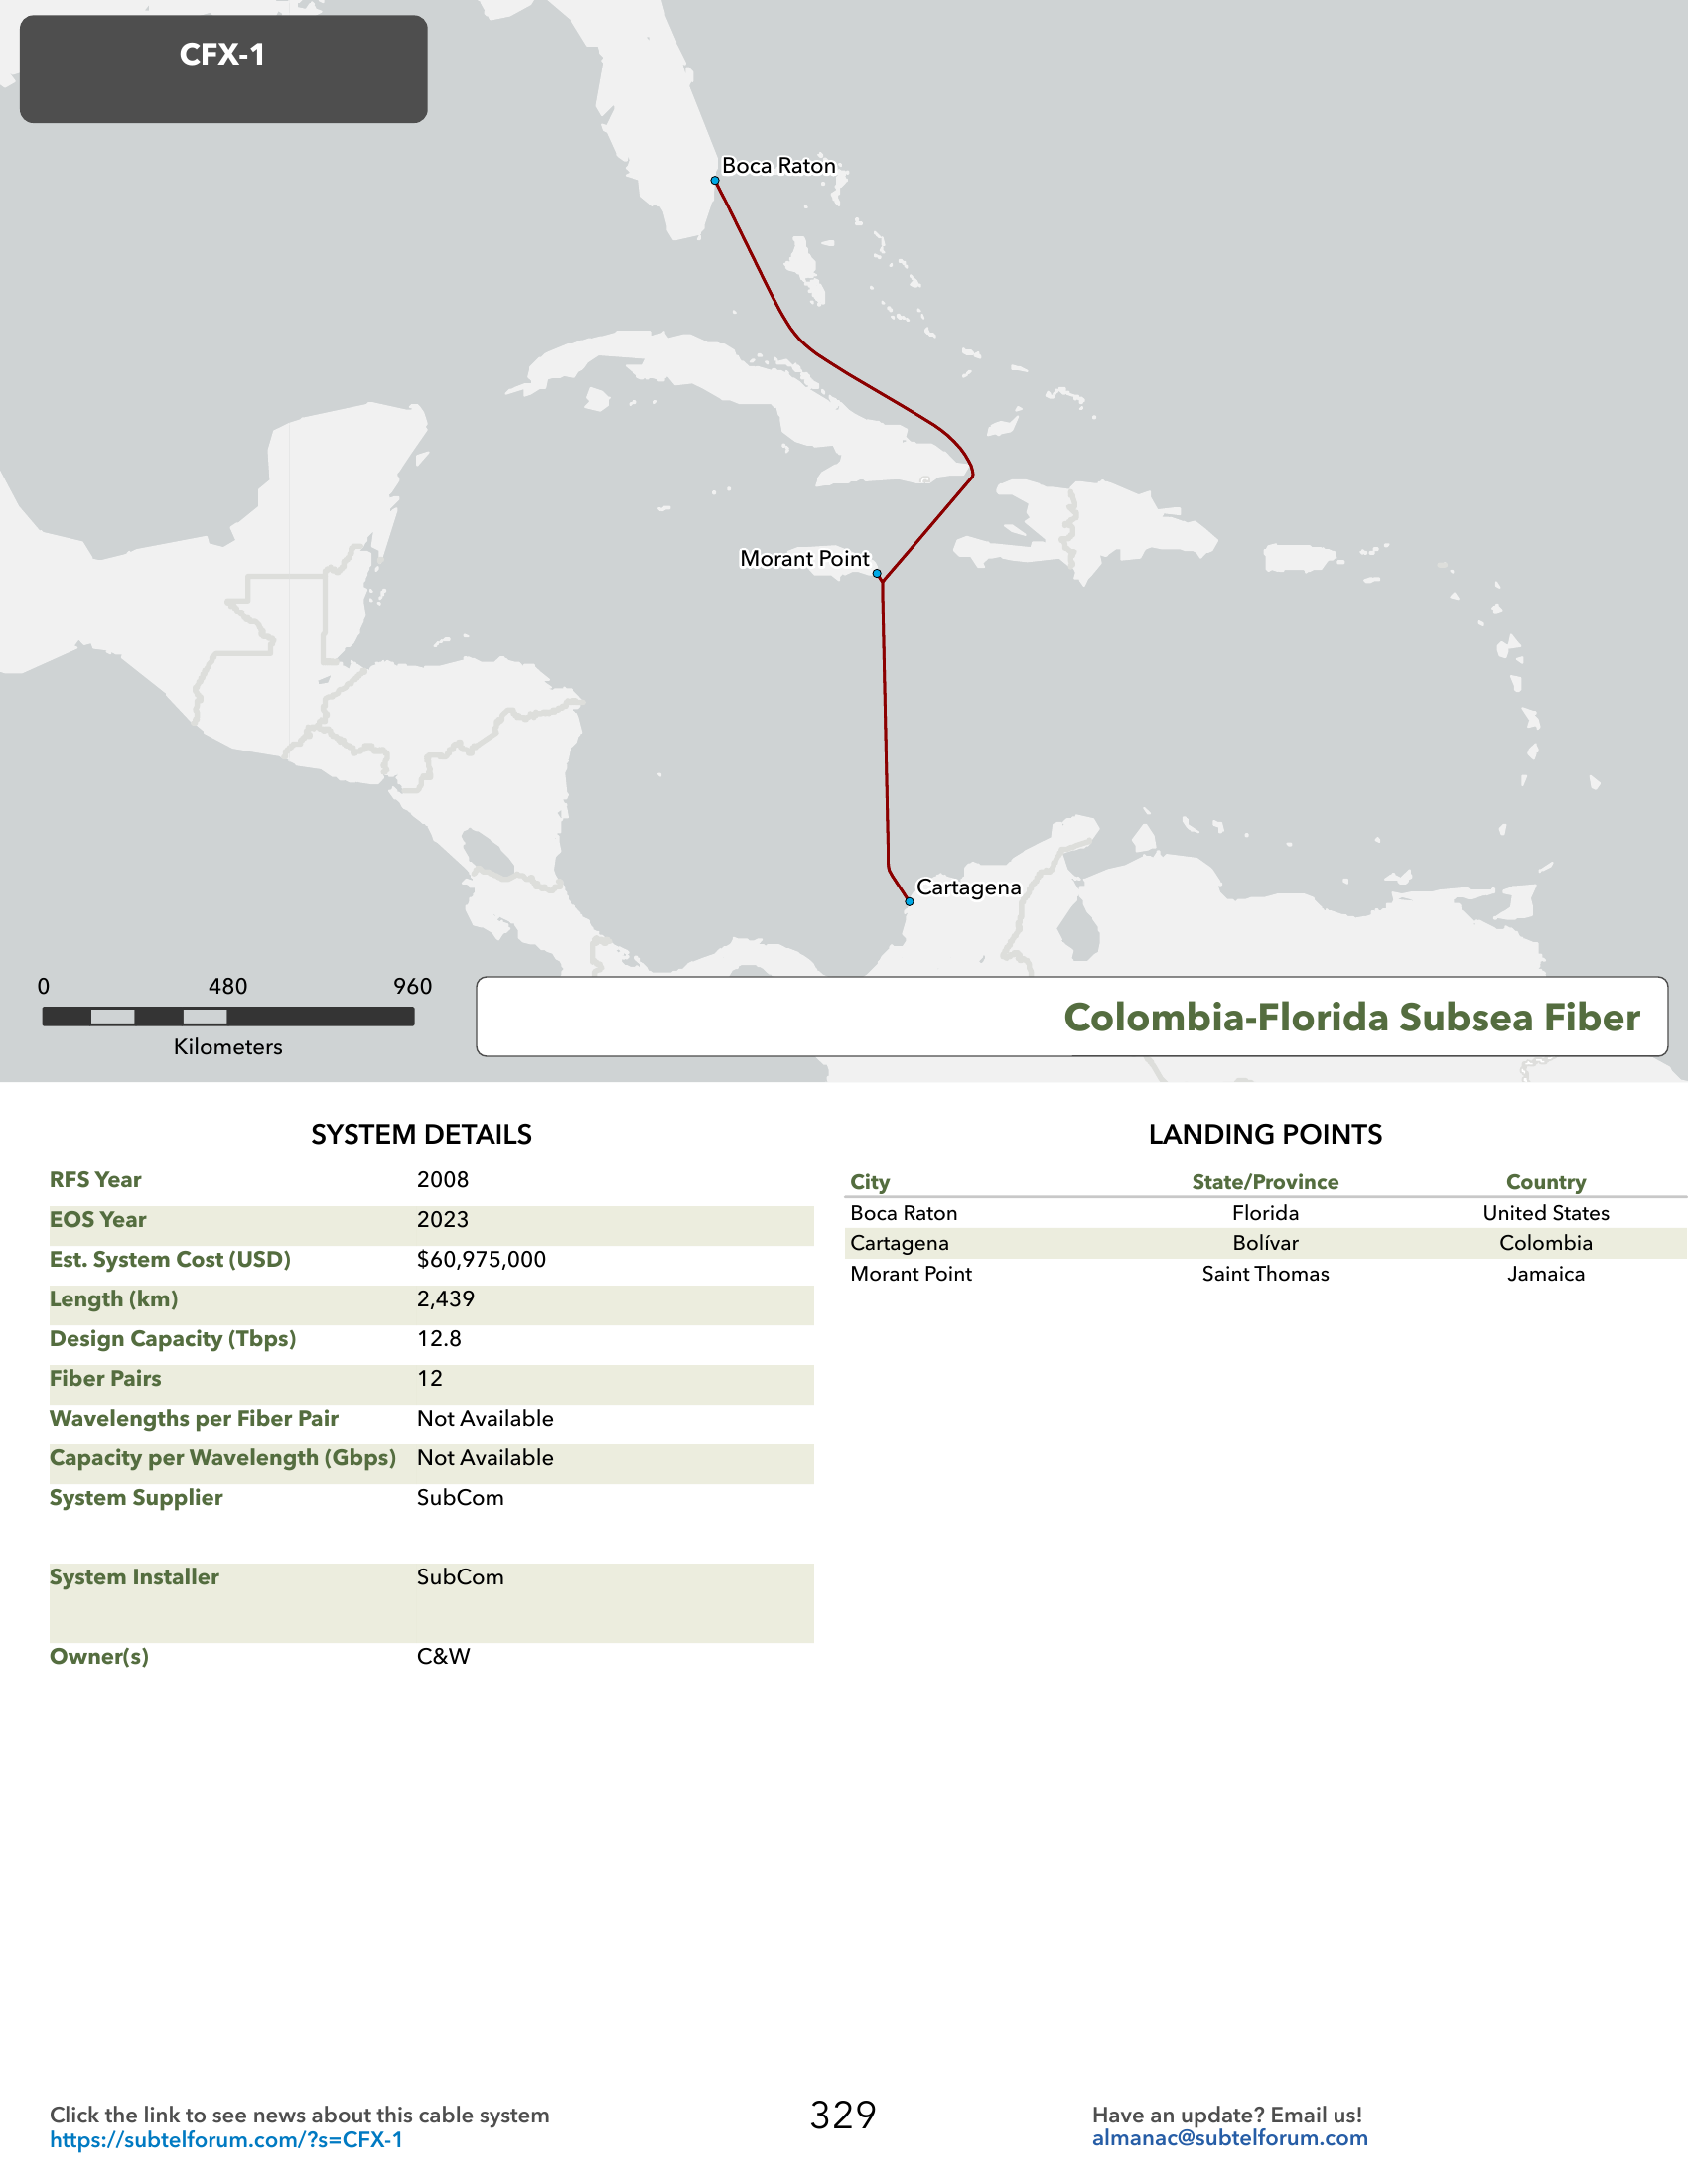 CFX-1
Boca Raton
Morant Point
Cartagena
0 480 960
Kilometers
Colombia-Florida Subsea Fiber
SYSTEM DETAILS
RFS Year 2008
EOS Year 2023
Est. System Cost (USD) $60,975,000
Length (km) 2,439
Design Capacity (Tbps) 12.8
Fiber Pairs 12
Wavelengths per Fiber Pair Not Available
Capacity per Wavelength (Gbps) Not Available
System Supplier SubCom
System Installer SubCom
Owner(s) C&W
LANDING POINTS
City State/Province Country
Boca Raton Florida United States
Cartagena Bolívar Colombia
Morant Point Saint Thomas Jamaica
Click the link to see news about this cable system
https://subtelforum.com/?s=CFX-1
329
Have an update? Email us!
almanac@subtelforum.com